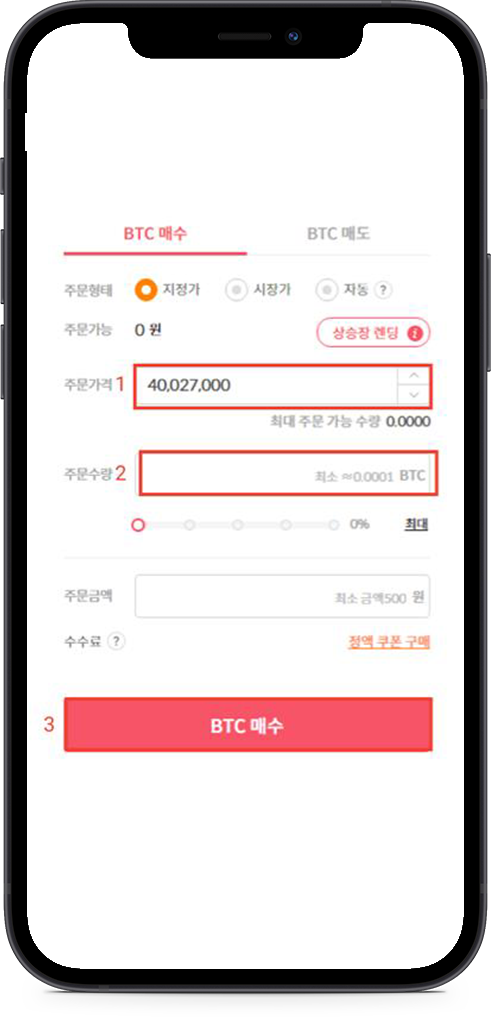 BTC 매수 BTC 매도
주문형태 지정가 시장가 자동 ?
주문가능 0 원 상승장 렌딩 i
주문가격 1 40,027,000
최대 주문 가능 수량 0.0000
주문수량 2 최소 ≈0.0001 BTC
0% 최대
주문금액 최소 금액500 원
수수료 ? 정액 쿠폰 구매
3 BTC 매수